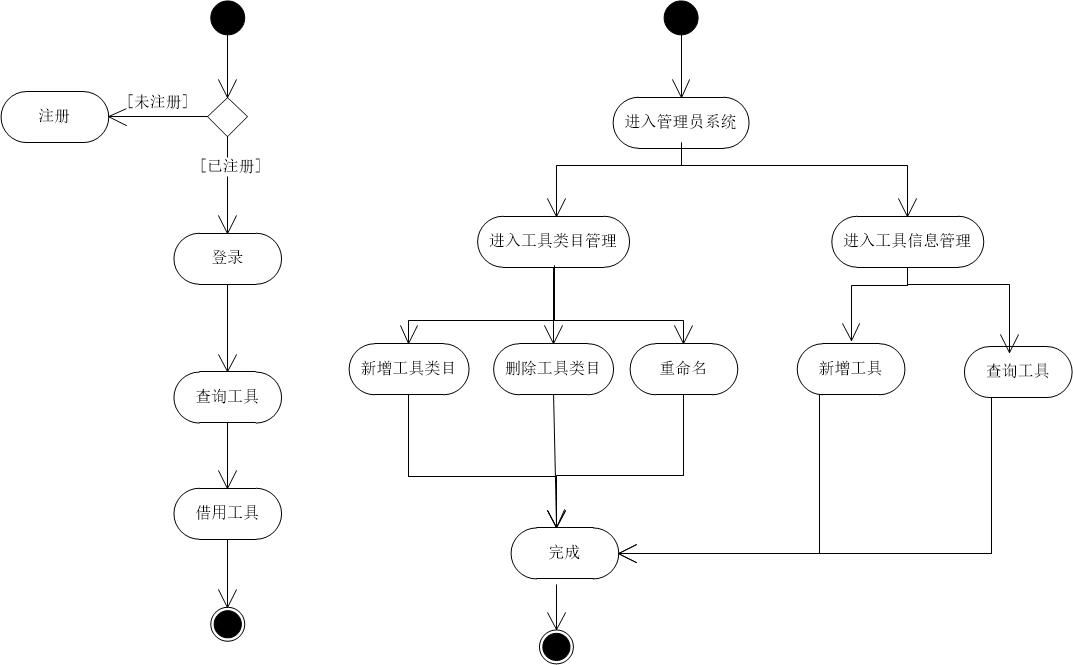 [未注册]
注册
[已注册]
登录
查询工具
借用工具
进入管理员系统
进入工具类目管理
进入工具信息管理
新增工具类目
删除工具类目
重命名
新增工具
查询工具
完成